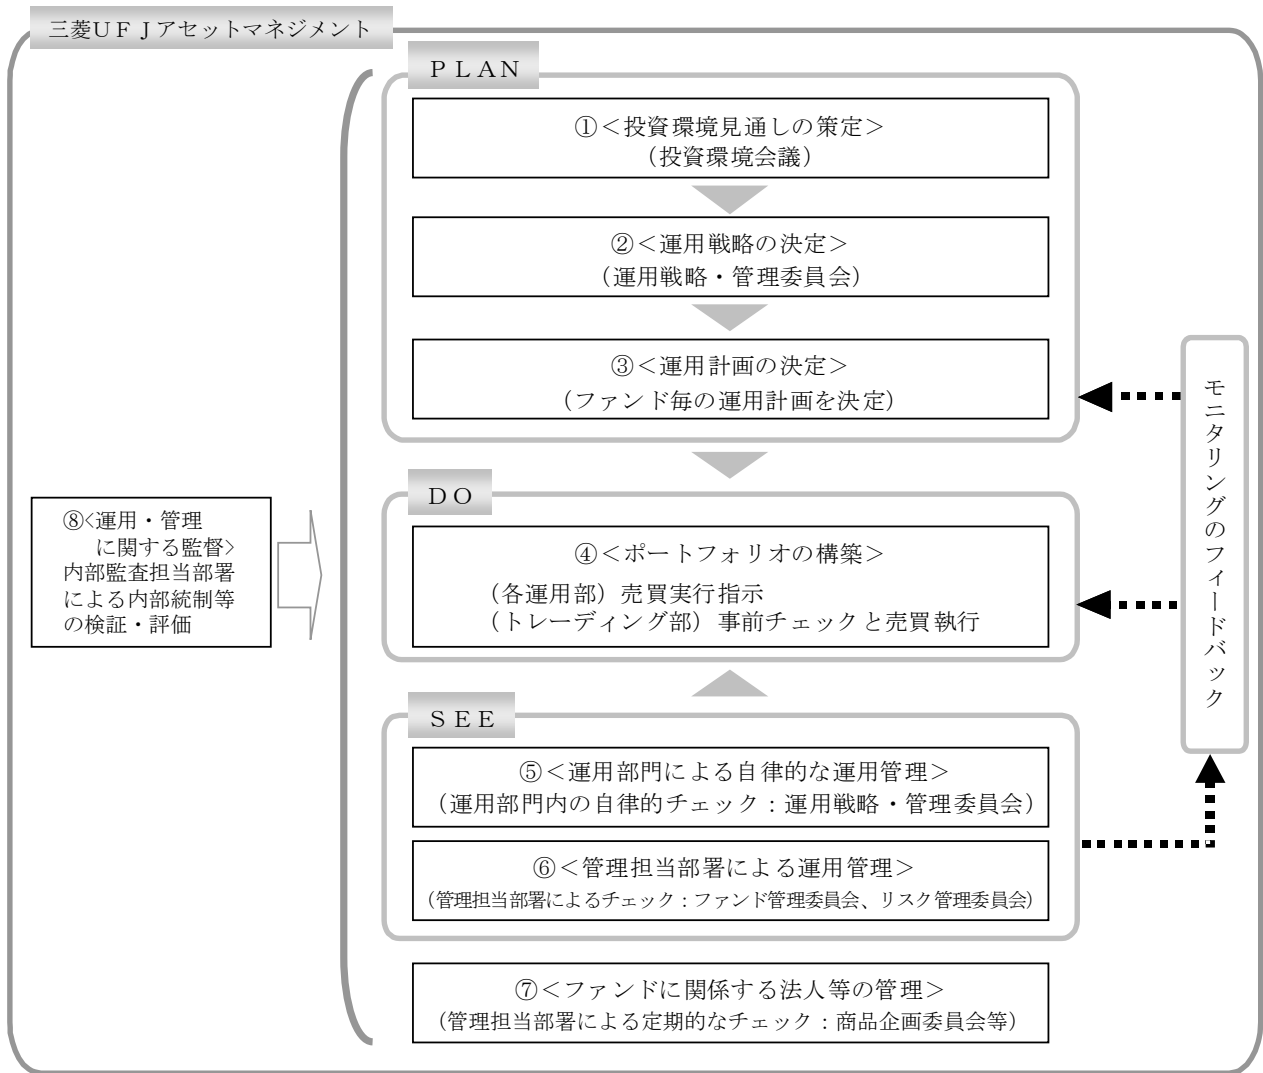 三菱ＵＦＪアセットマネジメント
ＰＬＡＮ
①＜投資環境見通しの策定＞
（投資環境会議）
②＜運用戦略の決定＞
（運用戦略・管理委員会）
③＜運用計画の決定＞
（ファンド毎の運用計画を決定）
ＤＯ
④＜ポートフォリオの構築＞
（各運用部）売買実行指示
（トレーディング部）事前チェックと売買執行
ＳＥＥ
⑤＜運用部門による自律的な運用管理＞
（運用部門内の自律的チェック：運用戦略・管理委員会）
⑥＜管理担当部署による運用管理＞
（管理担当部署によるチェック：ファンド管理委員会、リスク管理委員会）
⑦＜ファンドに関係する法人等の管理＞
（管理担当部署による定期的なチェック：商品企画委員会等）
⑧<運用・管理
に関する監督>
内部監査担当部署
による内部統制等
の検証・評価
モニタリングのフィードバック